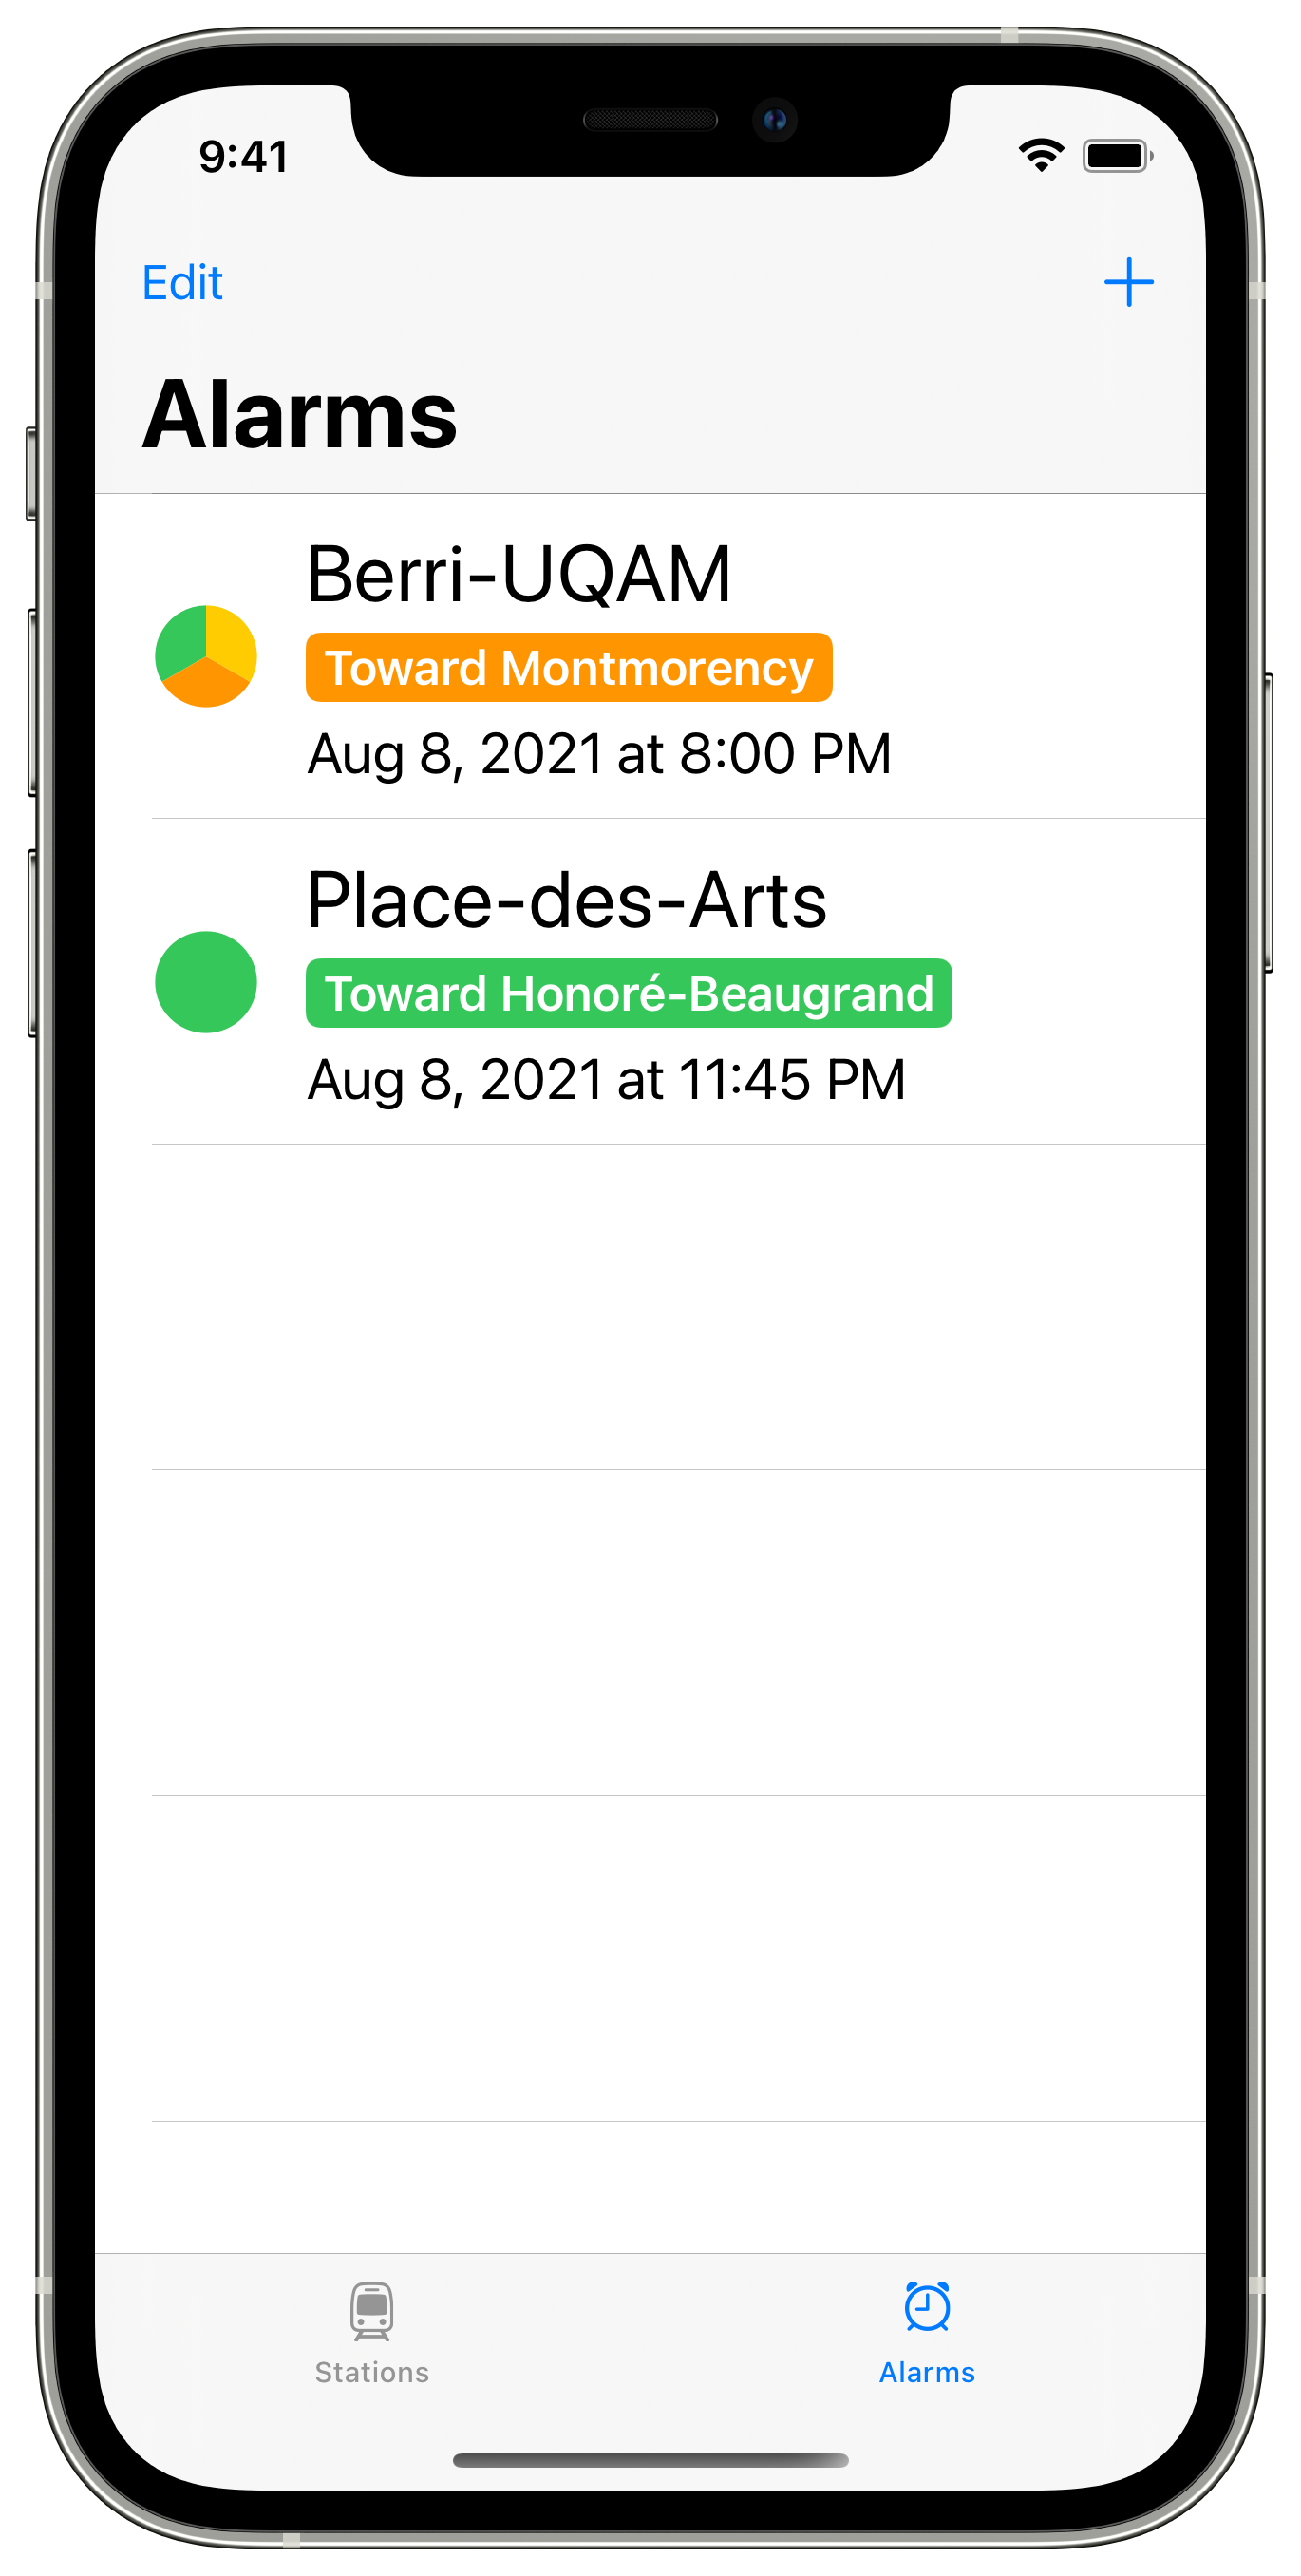 9:41
Edit
Alarms
Berri-UQAM
Toward Montmorency
Aug 8, 2021 at 8:00 PM
Place-des-Arts
Toward Honoré-Beaugrand
Aug 8, 2021 at 11:45 PM
Stations
Alarms